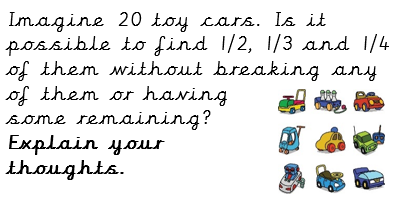 Imagine 20 toy cars. Is it
possible to find 1/2, 1/3 and 1/4
of them without breaking any
of them or having
some remaining?
Explain your
thoughts.